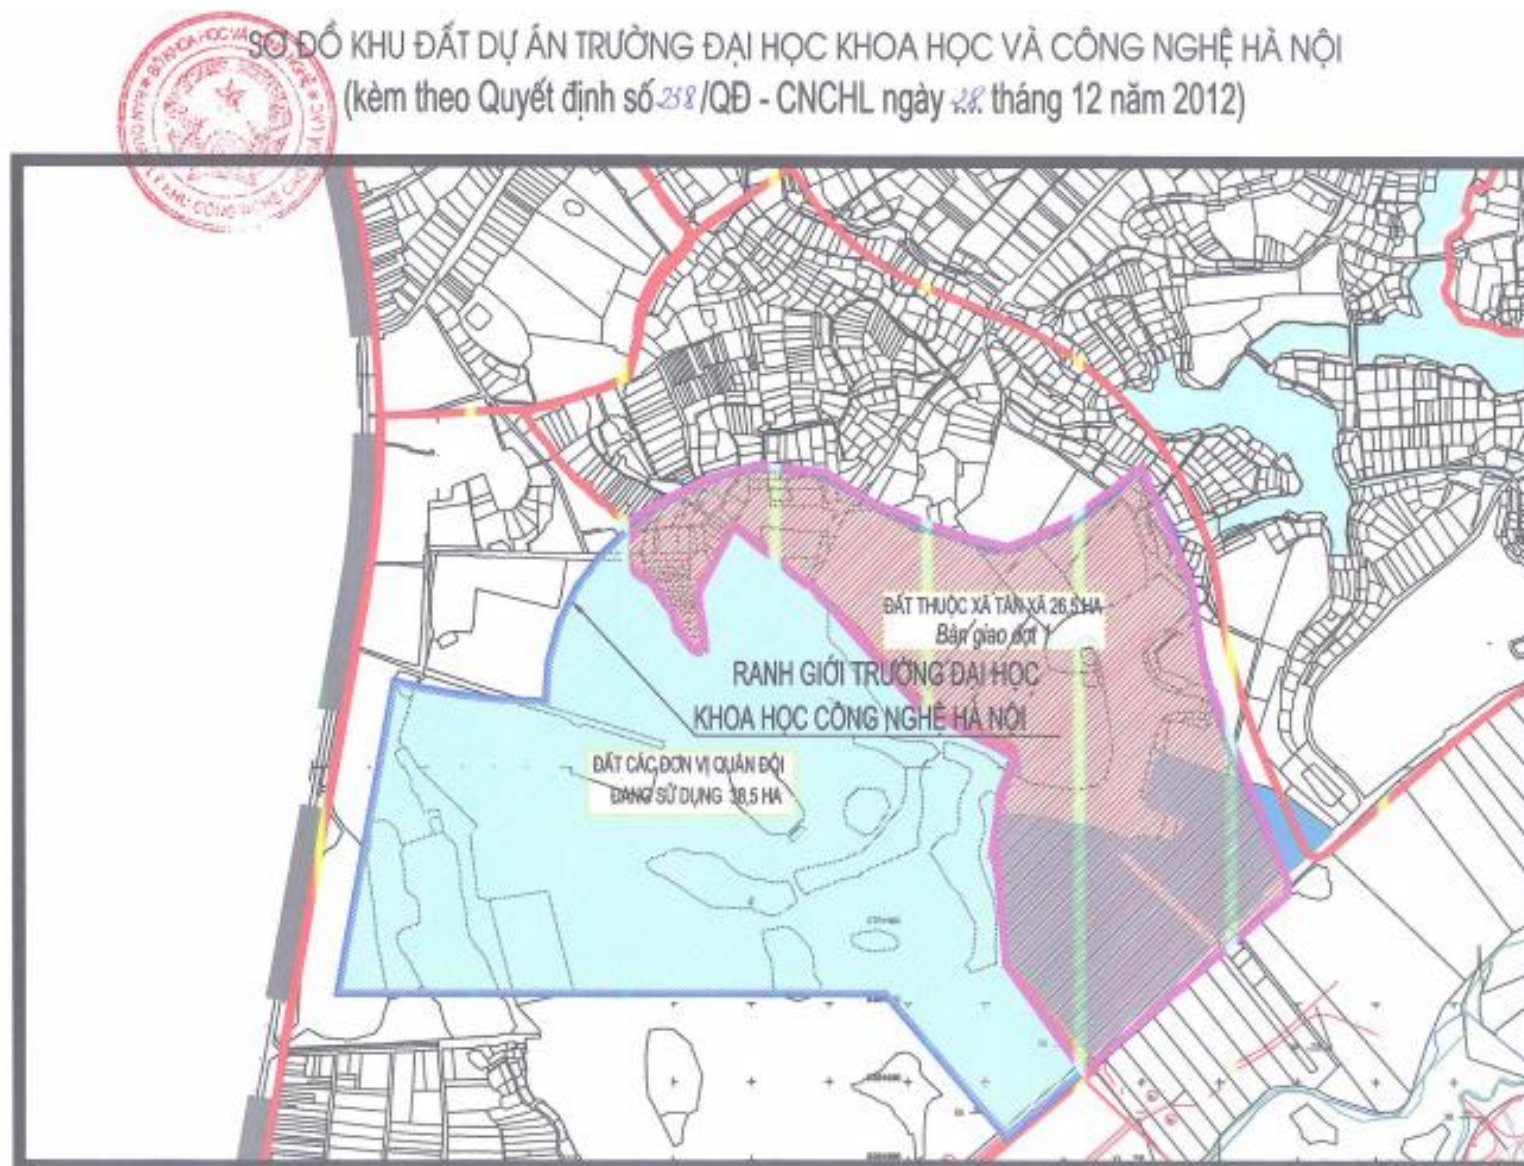 SƠ ĐỒ KHU ĐẤT DỰ ÁN TRƯỜNG ĐẠI HỌC KHOA HỌC VÀ CÔNG NGHỆ HÀ NỘI
(kèm theo Quyết định số 258/QĐ - CNCHL ngày 28. tháng 12 năm 2012)
ĐẤT THUỘC XÃ TÂN XÃ 26,5 HA
Bàn giao đợt 1
RANH GIỚI TRƯỜNG ĐẠI HỌC
KHOA HỌC CÔNG NGHỆ HÀ NỘI
ĐẤT CÁC ĐƠN VỊ QUÂN ĐỘI
ĐANG SỬ DỤNG 38,5 HA